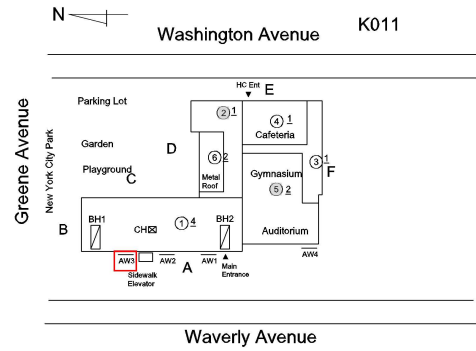 N
Washington Avenue
K011
HC Ent
E
Parking Lot
2 1
4 1
Cafeteria
Garden
D
6 2
3 1
F
Playground
C
Metal
Roof
Gymnasium
5 2
Greene Avenue
New York City Park
B
BH1
CH
1 4
BH2
Auditorium
AW3
AW2
AW1
AW4
A
Main
Entrance
Sidewalk
Elevator
Waverly Avenue